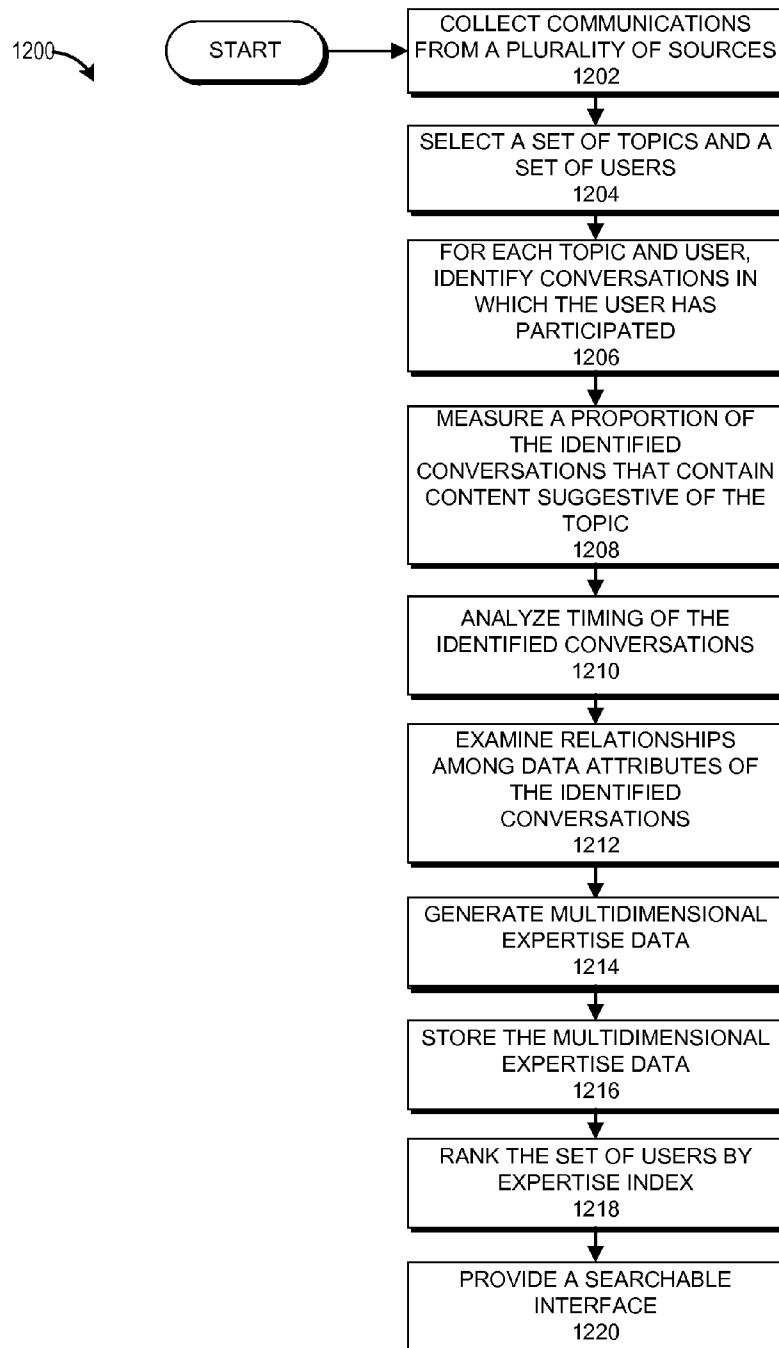 1200
START
COLLECT COMMUNICATIONS
FROM A PLURALITY OF SOURCES
1202
SELECT A SET OF TOPICS AND A
SET OF USERS
1204
FOR EACH TOPIC AND USER,
IDENTIFY CONVERSATIONS IN
WHICH THE USER HAS
PARTICIPATED
1206
MEASURE A PROPORTION OF
THE IDENTIFIED
CONVERSATIONS THAT CONTAIN
CONTENT SUGGESTIVE OF THE
TOPIC
1208
ANALYZE TIMING OF THE
IDENTIFIED CONVERSATIONS
1210
EXAMINE RELATIONSHIPS
AMONG DATA ATTRIBUTES OF
THE IDENTIFIED
CONVERSATIONS
1212
GENERATE MULTIDIMENSIONAL
EXPERTISE DATA
1214
STORE THE MULTIDIMENSIONAL
EXPERTISE DATA
1216
RANK THE SET OF USERS BY
EXPERTISE INDEX
1218
PROVIDE A SEARCHABLE
INTERFACE
1220